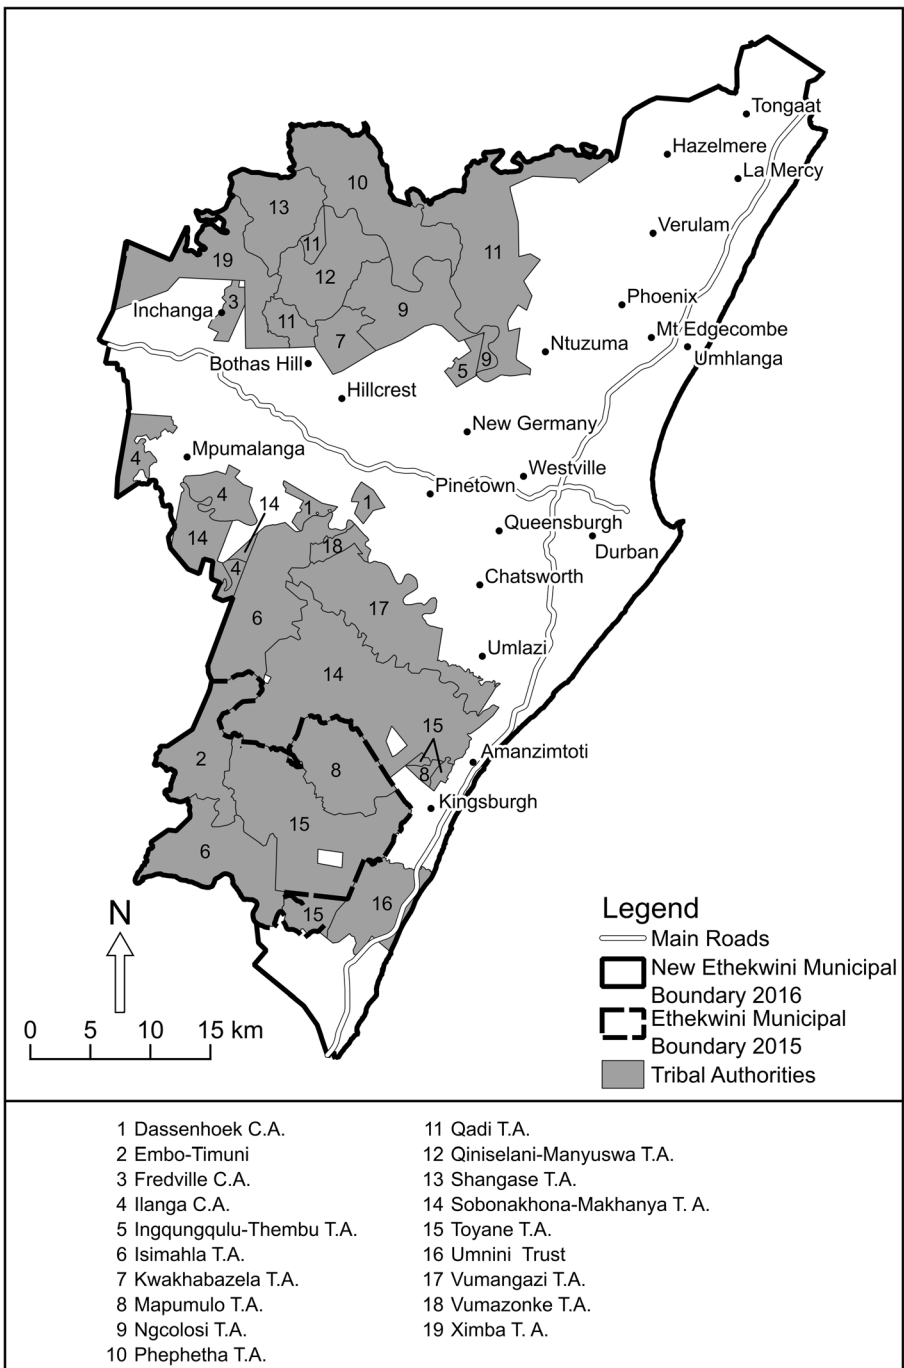 Tongaat
Hazelmere
La Mercy
10
13
Verulam
11
11
19
12
Phoenix
3
9
Inchanga
11
Mt Edgecombe
7
Ntuzuma
Umhlanga
9
Bothas Hill
5
Hillcrest
New Germany
Mpumalanga
4
Westville
Pinetown
4
14
1
1
Queensburgh
14
18
Durban
4
Chatsworth
17
6
Umlazi
14
15
Amanzimtoti
2
8
8
Kingsburgh
15
6
16
15
N
0 5 10 15 km
Legend
Main Roads
New Ethekwini Municipal
Boundary 2016
Ethekwini Municipal
Boundary 2015
Tribal Authorities
1 Dassenhoek C.A.
2 Embo-Timuni
3 Fredville C.A.
4 Ilanga C.A.
5 Ingqungqulu-Thembu T.A.
6 Isimahla T.A.
7 Kwakhabazela T.A.
8 Mapumulo T.A.
9 Ngcolosi T.A.
10 Phephetha T.A.
11 Qadi T.A.
12 Qiniselani-Manyuswa T.A.
13 Shangase T.A.
14 Sobonakhona-Makhanya T. A.
15 Toyane T.A.
16 Umnini Trust
17 Vumangazi T.A.
18 Vumazonke T.A.
19 Ximba T. A.